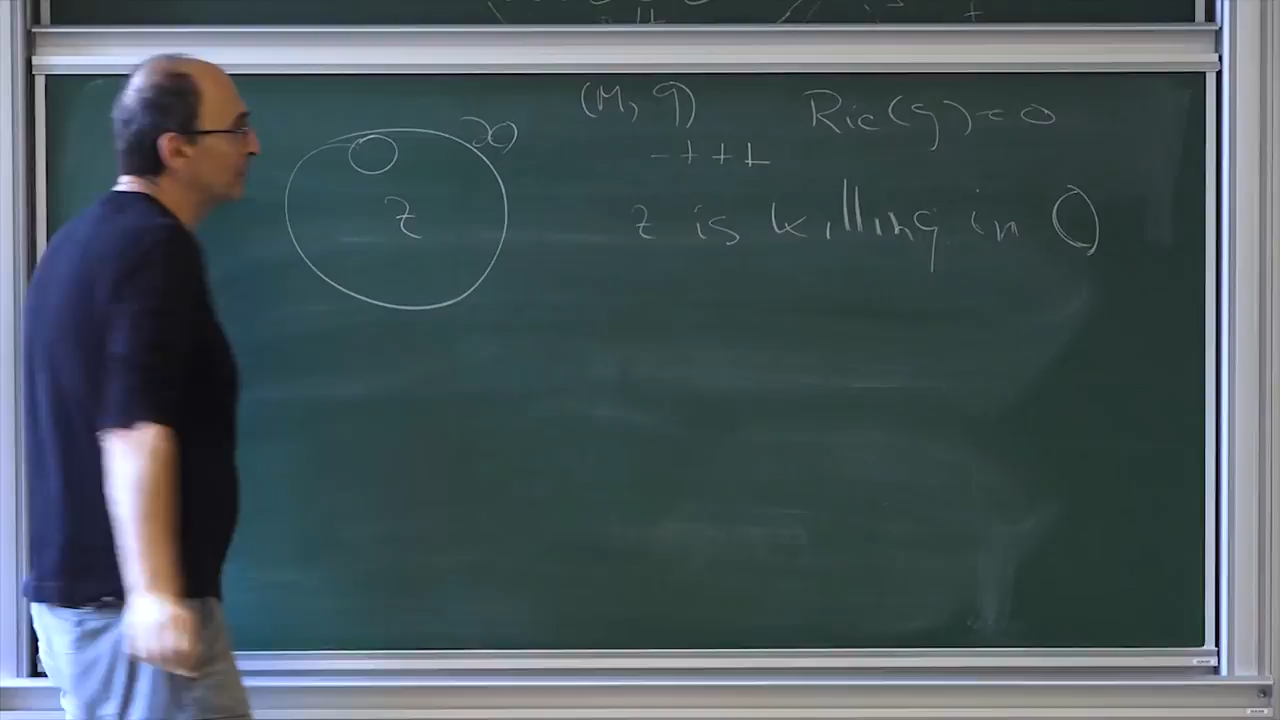 (M, g) Ric(g) = 0
- + + +
∂O
Z
Z is killing in O